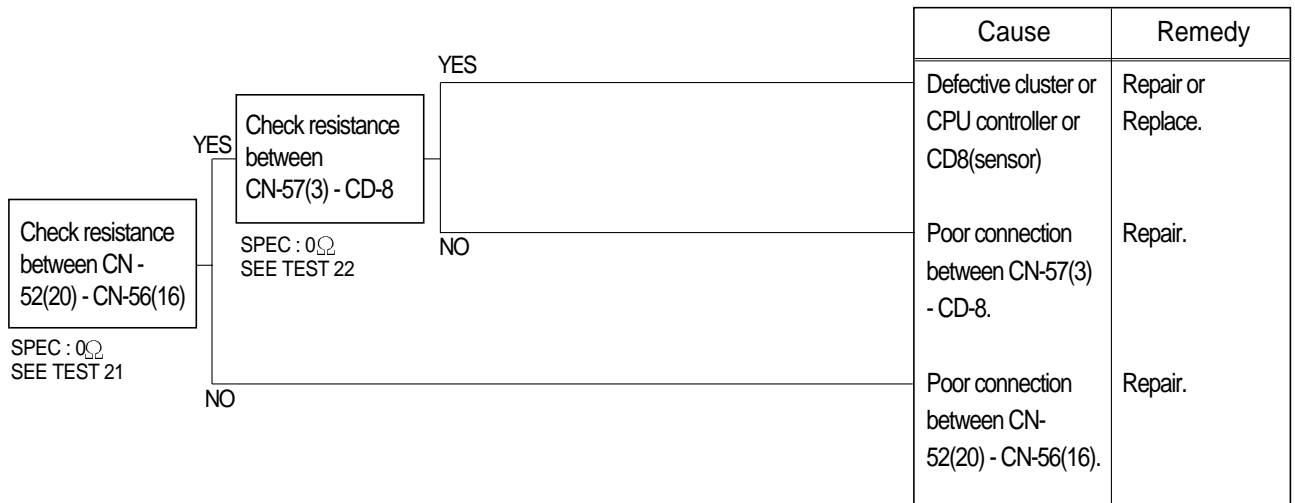 Cause
Remedy
YES
Defective cluster or
CPU controller or
CD8(sensor)
Repair or
Replace.
YES
Check resistance
between
CN-57(3) - CD-8
SPEC : 0Ω
SEE TEST 22
NO
Poor connection
between CN-57(3)
- CD-8.
Repair.
Check resistance
between CN -
52(20) - CN-56(16)
SPEC : 0Ω
SEE TEST 21
NO
Poor connection
between CN-
52(20) - CN-56(16).
Repair.